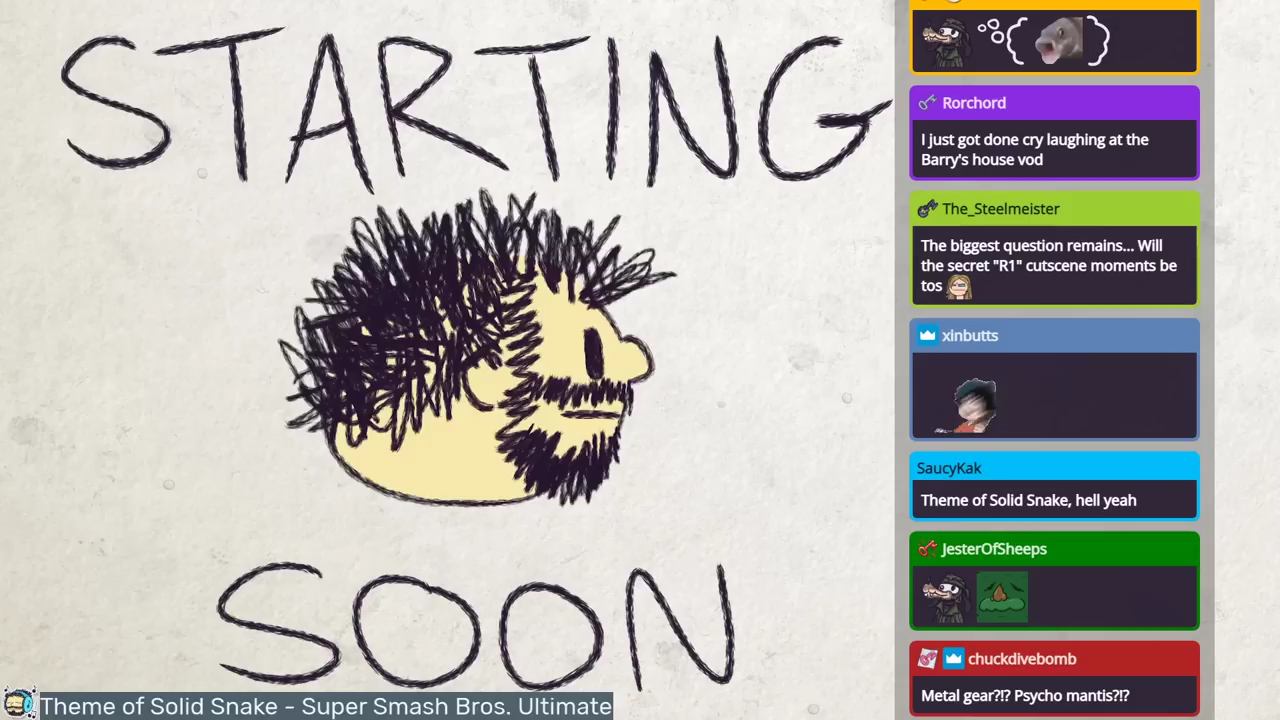 STARTING
SOON
Theme of Solid Snake - Super Smash Bros. Ultimate
Rorchord
I just got done cry laughing at the
Barry's house vod
The_Steelmeister
The biggest question remains... Will
the secret "R1" cutscene moments be
tos
xinbutts
SaucyKak
Theme of Solid Snake, hell yeah
JesterOfSheeps
chuckdivebomb
Metal gear?!? Psycho mantis?!?